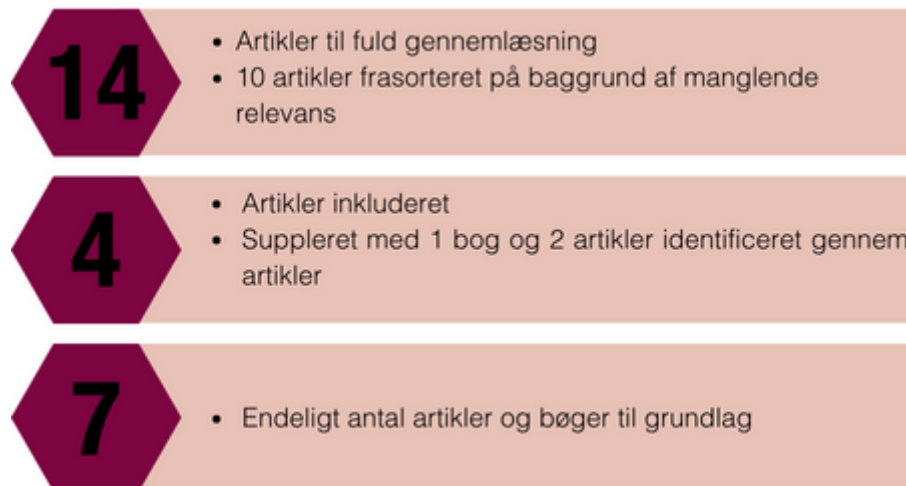 14
• Artikler til fuld gennemlæsning
• 10 artikler frasorteret på baggrund af manglende
relevans
4
• Artikler inkluderet
• Suppleret med 1 bog og 2 artikler identificeret gennem
artikler
7
• Endeligt antal artikler og bøger til grundlag